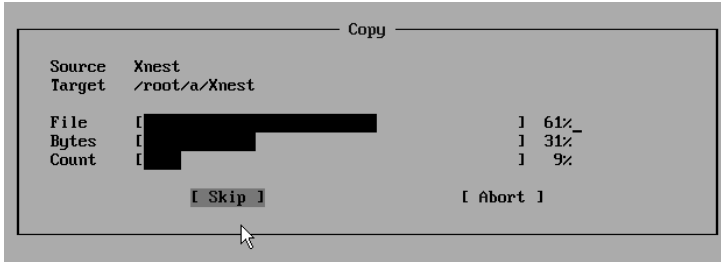 Copy
Source Xnest
Target /root/a/Xnest
File [ ] 61%
Bytes [ ] 31%
Count [ ] 9%
[ Skip ] [ Abort ]